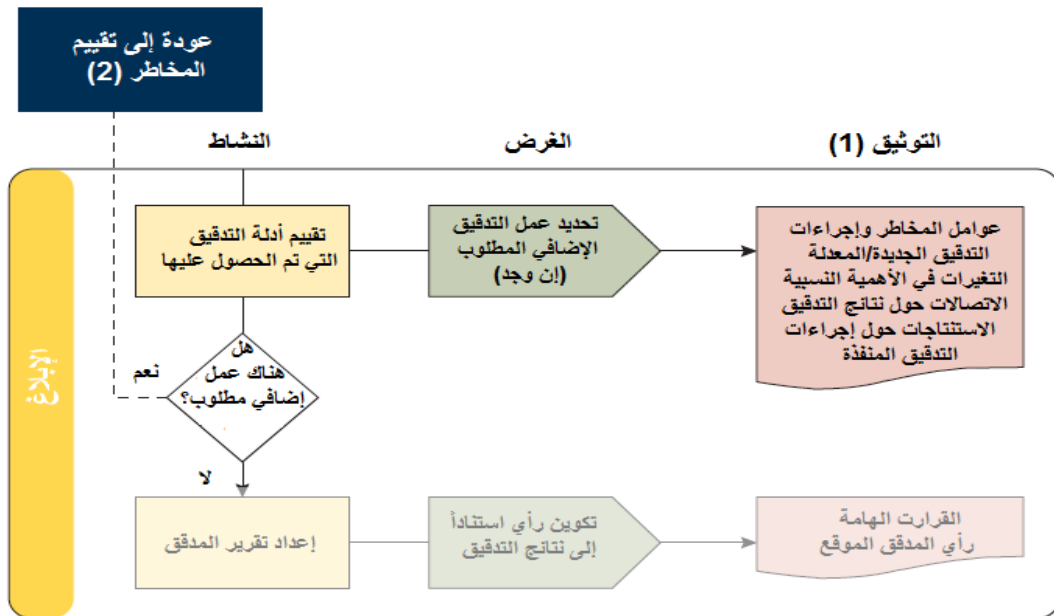 عودة إلى تقييم
المخاطر (2)
النشاط
الغرض
التوثيق (1)
الإبلاغ
تقييم أدلة التدقيق
التي تم الحصول عليها
تحديد عمل التدقيق
الإضافي المطلوب
(إن وجد)
عوامل المخاطر وإجراءات
التدقيق الجديدة/المعدلة
التغيرات في الأهمية النسبية
الاتصالات حول نتائج التدقيق
الاستنتاجات حول إجراءات
التدقيق المنفذة
هل
هناك عمل
إضافي مطلوب؟
نعم
لا
إعداد تقرير المدقق
تكوين رأي استناداً
إلى نتائج التدقيق
القرارت الهامة
رأي المدقق الموقع